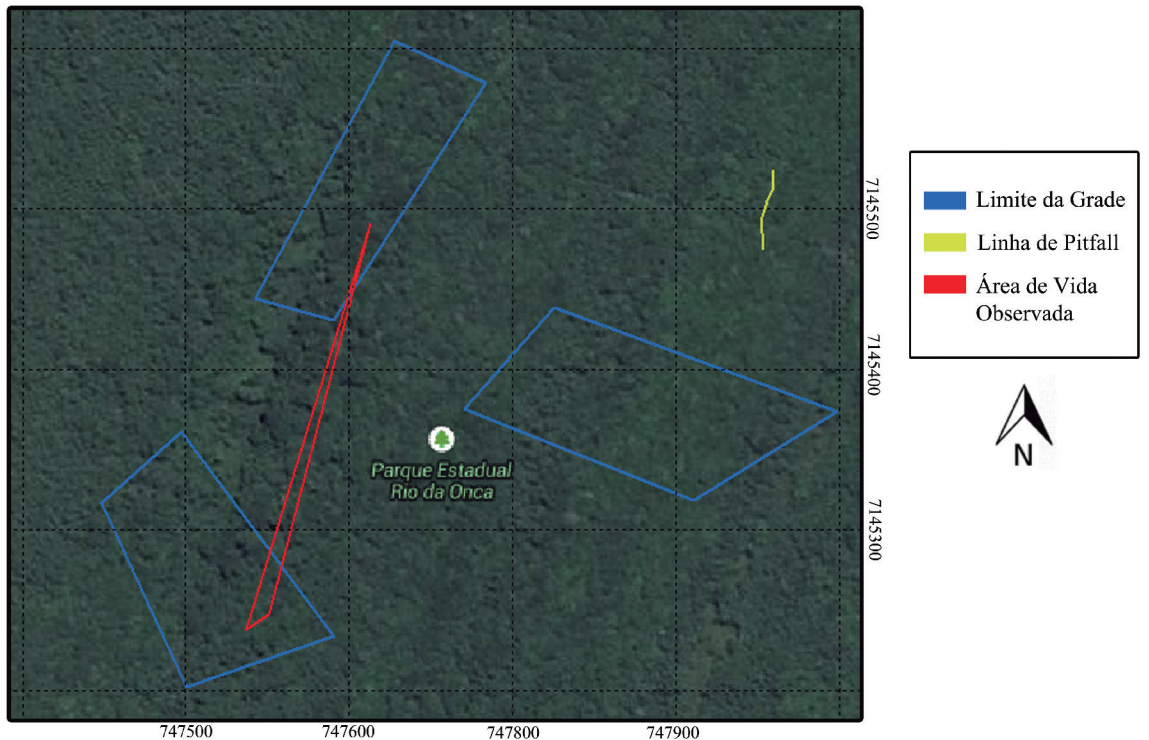 Parque Estadual
Rio da Onca
7145500
7145400
7145300
747500
747600
747800
747900
Limite da Grade
Linha de Pitfall
Área de Vida
Observada
N